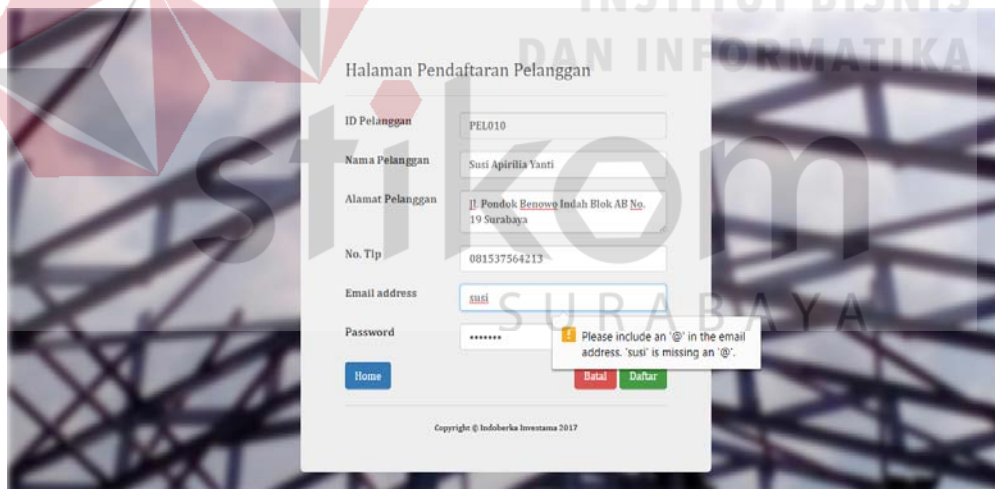 INSTITUT BISNIS
DAN INFORMATIKA
stikom
SURABAYA
Halaman Pendaftaran Pelanggan
ID Pelanggan
PEL010
Nama Pelanggan
Susi Apirilia Yanti
Alamat Pelanggan
Jl. Pondok Benowo Indah Blok AB No.
19 Surabaya
No. Tlp
081537564213
Email address
susi
Password
•••••••
Please include an '@' in the email
address. 'susi' is missing an '@'.
Home
Batal
Daftar
Copyright © Indoberka Investama 2017